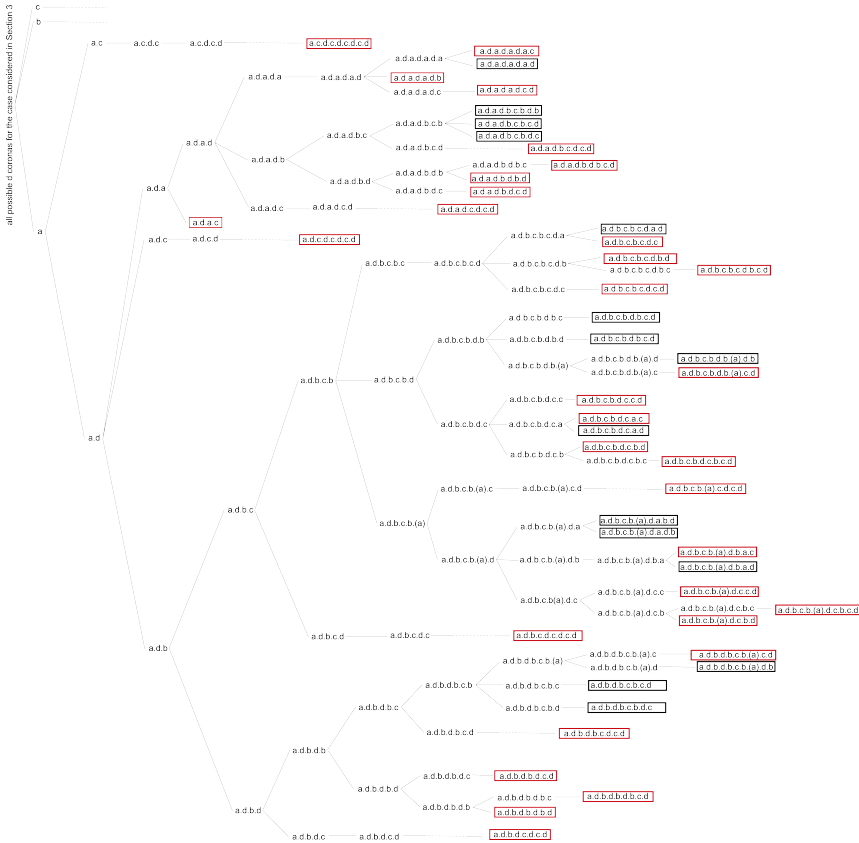 all possible d coronas for the case considered in Section 3
c
b
a.c
a.c.d.c
a.c.d.c.d
a.c.d.c.d.c.d.c.d
a.d.a.d.a.d.a
a.d.a.d.a.d.a.c
a.d.a.d.a.d.a.d
a.d.a.d.a
a.d.a.d.a.d
a.d.a.d.a.d.b
a.d.a.d.a.d.c
a.d.a.d.a.d.c.d
a.d.a.d
a.d.a.d.b.c.b.d.b
a.d.a.d.b.c.b
a.d.a.d.b.c.b.c.d
a.d.a.d.b.c
a.d.a.d.b.c.b.d.c
a.d.a.d.b.c.d
a.d.a.d.b.c.d.c.d
a.d.a.d.b
a.d.a.d.b.d.b
a.d.a.d.b.d.b.c
a.d.a.d.b.d.b.c.d
a.d.a.d.b.d
a.d.a.d.b.d.b.d
a.d.a
a.d.a.d.b.d.c
a.d.a.d.b.d.c.d
a.d.a.d.c
a.d.a.d.c.d
a.d.a.d.c.d.c.d
a.d.a.c
a
a.d.c
a.d.c.d
a.d.c.d.c.d.c.d
a.d.b.c.b.c.d.a
a.d.b.c.b.c.d.a.d
a.d.b.c.b.c.d.c
a.d.b.c.b.c
a.d.b.c.b.c.d
a.d.b.c.b.c.d.b
a.d.b.c.b.c.d.b.d
a.d.b.c.b.c.d.b.c
a.d.b.c.b.c.d.b.c.d
a.d.b.c.b.c.d.c
a.d.b.c.b.c.d.c.d
a.d.b.c.b.d.b.c
a.d.b.c.b.d.b.c.d
a.d.b.c.b.d.b
a.d.b.c.b.d.b.d
a.d.b.c.b.d.b.c.d
a.d.b.c.b.d.b.(a)
a.d.b.c.b.d.b.(a).d
a.d.b.c.b.d.b.(a).d.b
a.d.b.c.b.d.b.(a).c
a.d.b.c.b.d.b.(a).c.d
a.d.b.c.b
a.d.b.c.b.d
a.d.b.c.b.d.c.c
a.d.b.c.b.d.c.c.d
a.d.b.c.b.d.c
a.d.b.c.b.d.c.a
a.d.b.c.b.d.c.a.c
a.d.b.c.b.d.c.a.d
a.d
a.d.b.c.b.d.c.b
a.d.b.c.b.d.c.b.d
a.d.b.c.b.d.c.b.c
a.d.b.c.b.d.c.b.c.d
a.d.b.c.b.(a).c
a.d.b.c.b.(a).c.d
a.d.b.c.b.(a).c.d.c.d
a.d.b.c
a.d.b.c.b.(a)
a.d.b.c.b.(a).d.a
a.d.b.c.b.(a).d.a.b.d
a.d.b.c.b.(a).d.a.d.b
a.d.b.c.b.(a).d
a.d.b.c.b.(a).d.b
a.d.b.c.b.(a).d.b.a
a.d.b.c.b.(a).d.b.a.c
a.d.b.c.b.(a).d.b.a.d
a.d.b.c.b(a).d.c
a.d.b.c.b.(a).d.c.c
a.d.b.c.b.(a).d.c.c.d
a.d.b.c.b.(a).d.c.b
a.d.b.c.b.(a).d.c.b.c
a.d.b.c.b.(a).d.c.b.c.d
a.d.b.c.b.(a).d.c.b.d
a.d.b.c.d
a.d.b.c.d.c
a.d.b.c.d.c.d.c.d
a.d.b
a.d.b.d.b.c.b.(a)
a.d.b.d.b.c.b.(a).c
a.d.b.d.b.c.b.(a).c.d
a.d.b.d.b.c.b.(a).d
a.d.b.d.b.c.b.(a).d.b
a.d.b.d.b.c.b
a.d.b.d.b.c.b.c
a.d.b.d.b.c.b.c.d
a.d.b.d.b.c
a.d.b.d.b.c.b.d
a.d.b.d.b.c.b.d.c
a.d.b.d.b.c.d
a.d.b.d.b.c.d.c.d
a.d.b.d.b
a.d.b.d.b.d
a.d.b.d.b.d.c
a.d.b.d.b.d.c.d
a.d.b.d.b.d.b
a.d.b.d.b.d.b.c
a.d.b.d.b.d.b.c.d
a.d.b.d.b.d.b.d
a.d.b.d
a.d.b.d.c
a.d.b.d.c.d
a.d.b.d.c.d.c.d